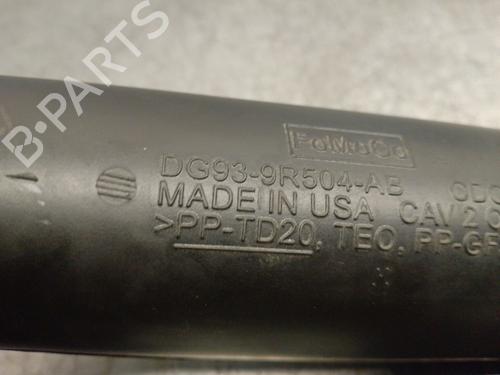 FoMoCo
DG93-9R504-AB
MADE IN USA CAV 2
>PP-TD20, TEO, PP-GF
B-PARTS